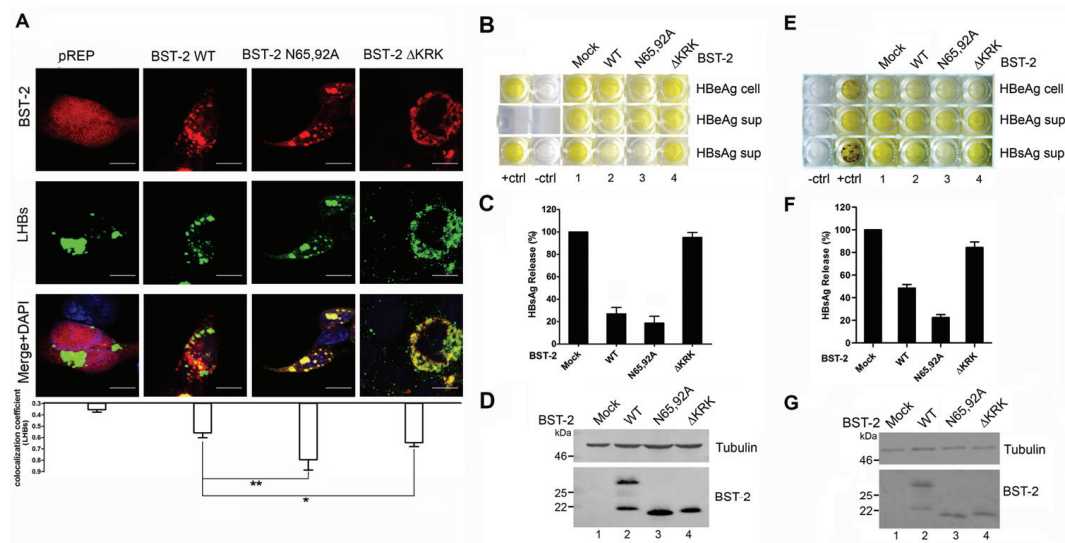 A
pREP
BST-2 WT
BST-2 N65,92A
BST-2 ΔKRK
BST-2
LHBs
Merge+DAPI
colocalization coefficient
(LHBs)
0.3
0.4
0.5
0.6
0.7
0.8
0.9
**
*
B
Mock
WT
N65,92A
ΔKRK
BST-2
HBeAg cell
HBeAg sup
HBsAg sup
+ctrl
-ctrl
1
2
3
4
C
HBsAg Release (%)
120
100
80
60
40
20
0
BST-2
Mock
WT
N65,92A
ΔKRK
D
BST-2
Mock
WT
N65,92A
ΔKRK
kDa
46
Tubulin
25
22
BST-2
1
2
3
4
E
Mock
WT
N65,92A
ΔKRK
BST-2
HBeAg cell
HBeAg sup
HBsAg sup
-ctrl
+ctrl
1
2
3
4
F
HBsAg Release (%)
120
100
80
60
40
20
0
BST-2
Mock
WT
N65,92A
ΔKRK
G
BST-2
Mock
WT
N65,92A
ΔKRK
kDa
46
Tubulin
25
22
BST-2
1
2
3
4